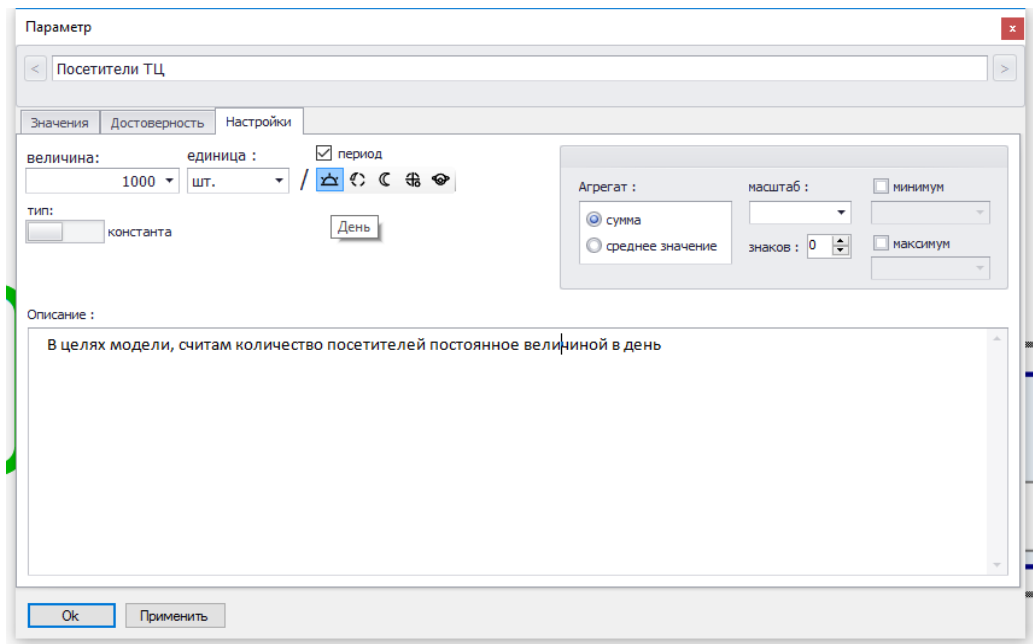 Параметр
x
<
Посетители ТЦ
>
Значения
Достоверность
Настройки
величина:
единица :
период
1000
шт.
/
тип:
константа
День
Агрегат :
масштаб :
минимум
сумма
среднее значение
знаков : 0
максимум
Описание :
В целях модели, считам количество посетителей постоянное величиной в день
Ok
Применить